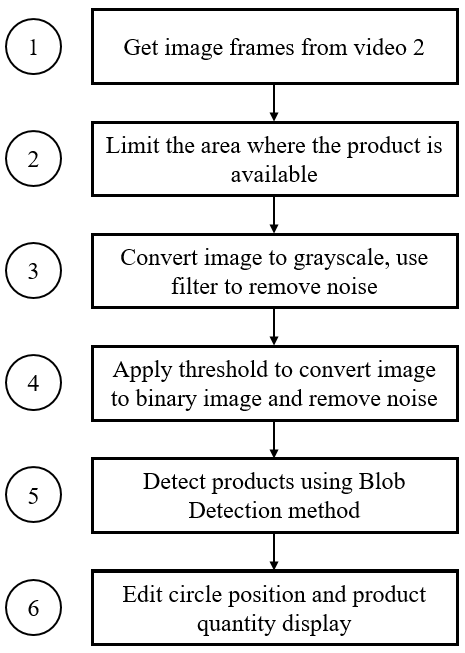 1
Get image frames from video 2
2
Limit the area where the product is
available
3
Convert image to grayscale, use
filter to remove noise
4
Apply threshold to convert image
to binary image and remove noise
5
Detect products using Blob
Detection method
6
Edit circle position and product
quantity display